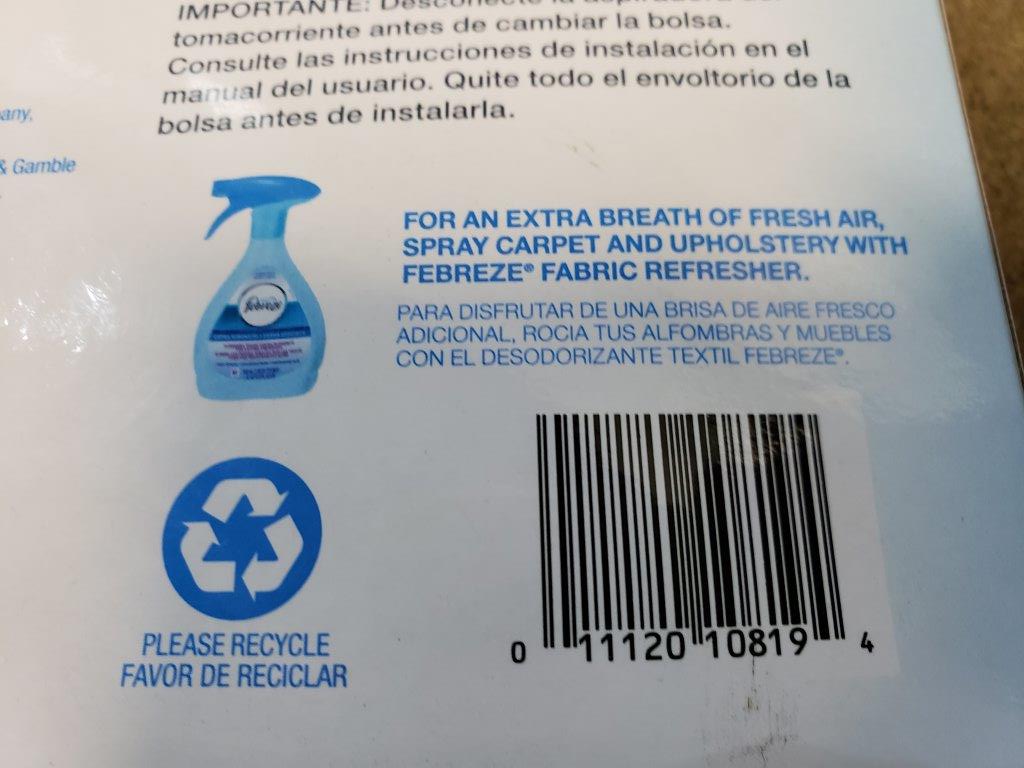 IMPORTANTE: Desconecte la aspiradora
tomacorriente antes de cambiar la bolsa.
Consulte las instrucciones de instalación en el
manual del usuario. Quite todo el envoltorio de la
bolsa antes de instalarla.
any,
& Gamble
febreze
FOR AN EXTRA BREATH OF FRESH AIR,
SPRAY CARPET AND UPHOLSTERY WITH
FEBREZE® FABRIC REFRESHER.
PARA DISFRUTAR DE UNA BRISA DE AIRE FRESCO
ADICIONAL, ROCIA TUS ALFOMBRAS Y MUEBLES
CON EL DESODORIZANTE TEXTIL FEBREZE®.
PLEASE RECYCLE
FAVOR DE RECICLAR
0 11120 10819 4